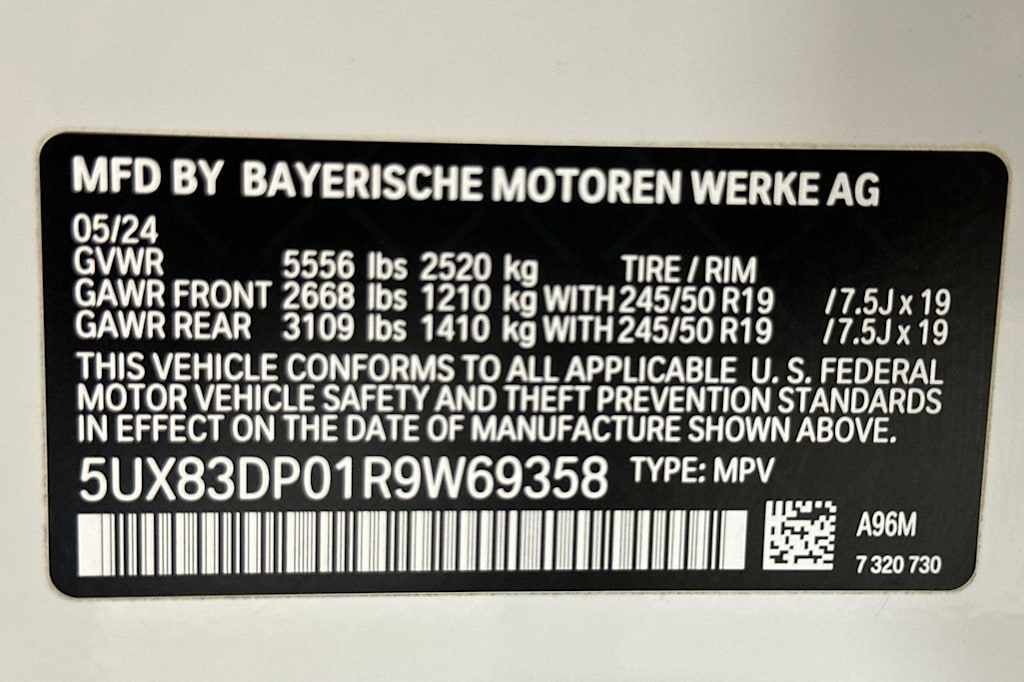 MFD BY BAYERISCHE MOTOREN WERKE AG
05/24
GVWR 5556 lbs 2520 kg TIRE / RIM
GAWR FRONT 2668 lbs 1210 kg WITH 245/50 R19 / 7.5J x 19
GAWR REAR 3109 lbs 1410 kg WITH 245/50 R19 / 7.5J x 19
THIS VEHICLE CONFORMS TO ALL APPLICABLE U. S. FEDERAL
MOTOR VEHICLE SAFETY AND THEFT PREVENTION STANDARDS
IN EFFECT ON THE DATE OF MANUFACTURE SHOWN ABOVE.
5UX83DP01R9W69358 TYPE: MPV
A96M
7 320 730